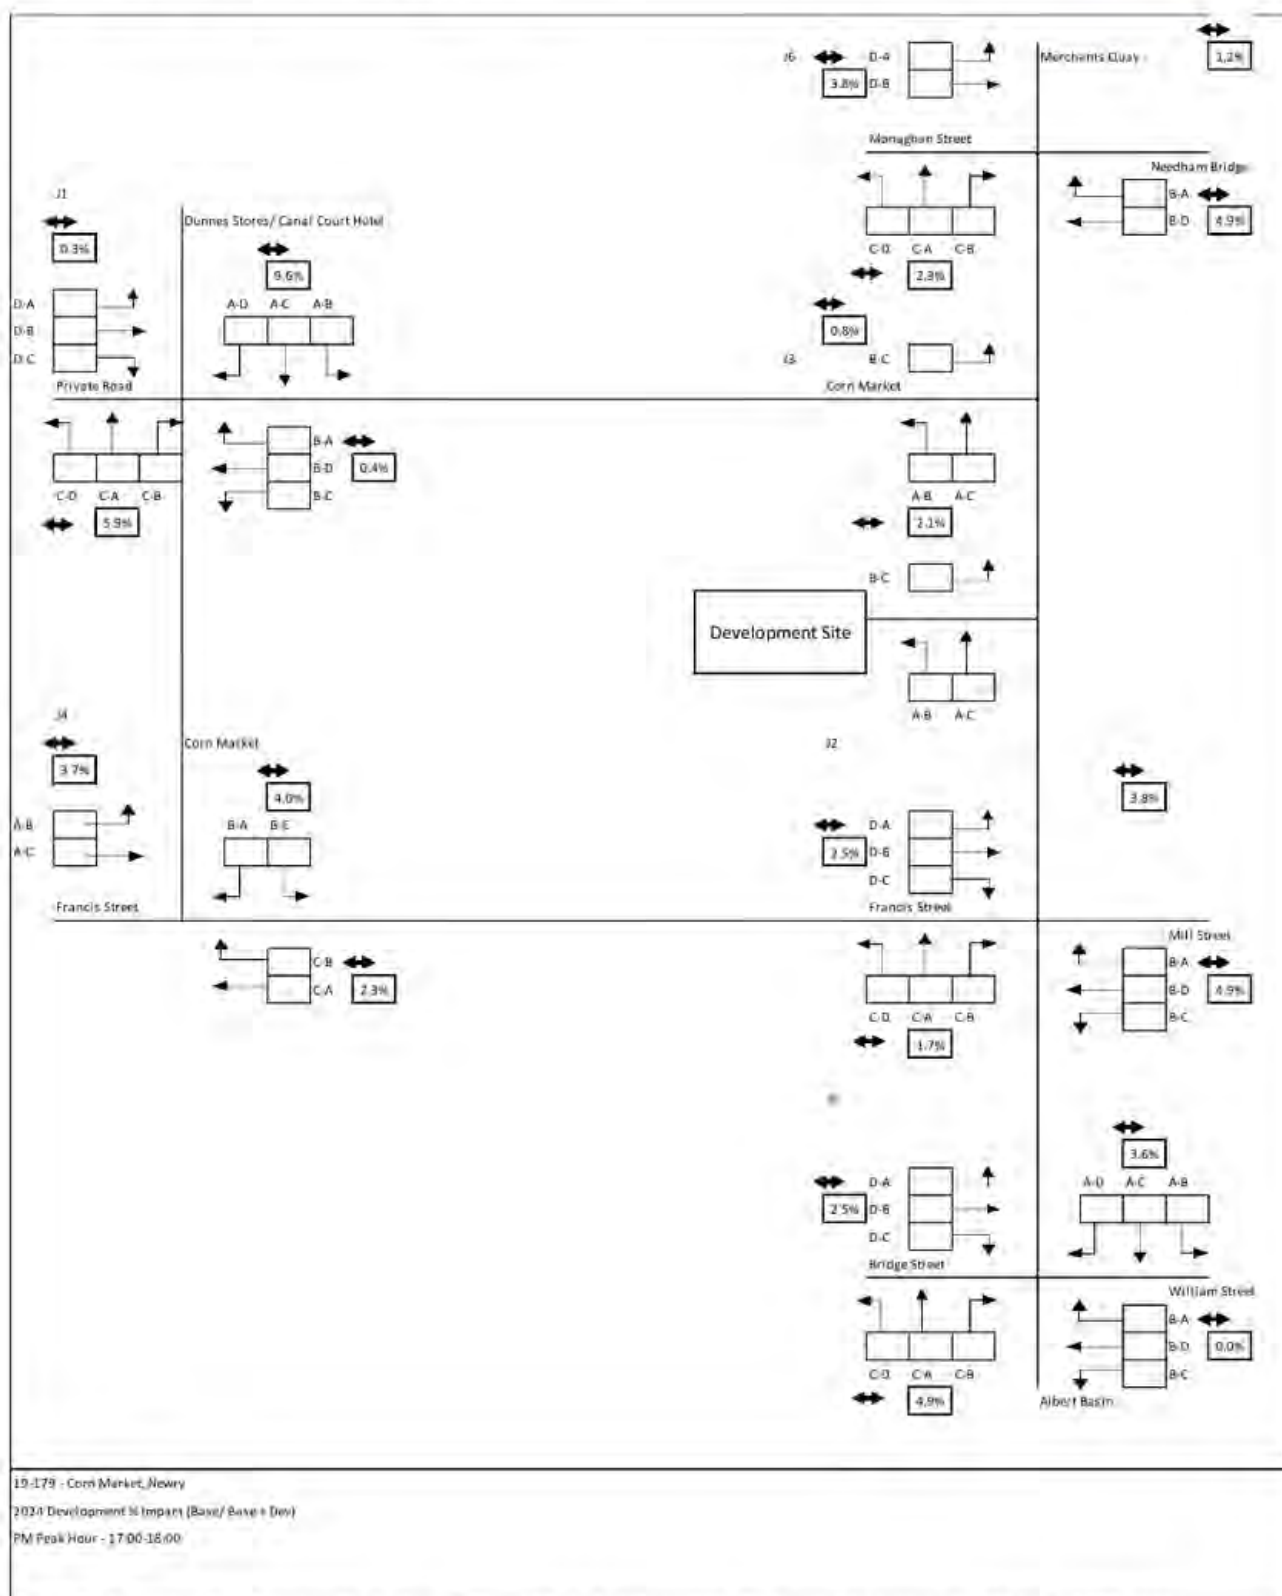 1.2%
J6 D-A
3.8% D-B
Merchants Quay
Monaghan Street
Needham Bridge
B-A
B-D 4.9%
C-D C-A C-B
2.3%
J1
0.3%
Dunnes Stores/ Canal Court Hotel
9.6%
A-D A-C A-B
D-A
D-B
D-C
Private Road
0.8%
J3 B-C
Corn Market
B-A
B-D 0.4%
B-C
C-D C-A C-B
5.9%
A-B A-C
2.1%
B-C
Development Site
A-B A-C
J4
3.7%
Corn Market
4.0%
B-A B-C
A-B
A-C
Francis Street
J2
3.8%
D-A
2.5% D-B
D-C
Francis Street
Mill Street
C-B
C-A 2.3%
B-A
B-D 4.9%
B-C
C-D C-A C-B
1.7%
3.6%
A-D A-C A-B
D-A
2.5% D-B
D-C
Bridge Street
William Street
B-A
B-D 0.0%
B-C
C-D C-A C-B
4.9%
Albert Basin
19-179 - Corn Market, Newry
2024 Development % Impact (Base/ Base + Dev)
PM Peak Hour - 17:00-18:00